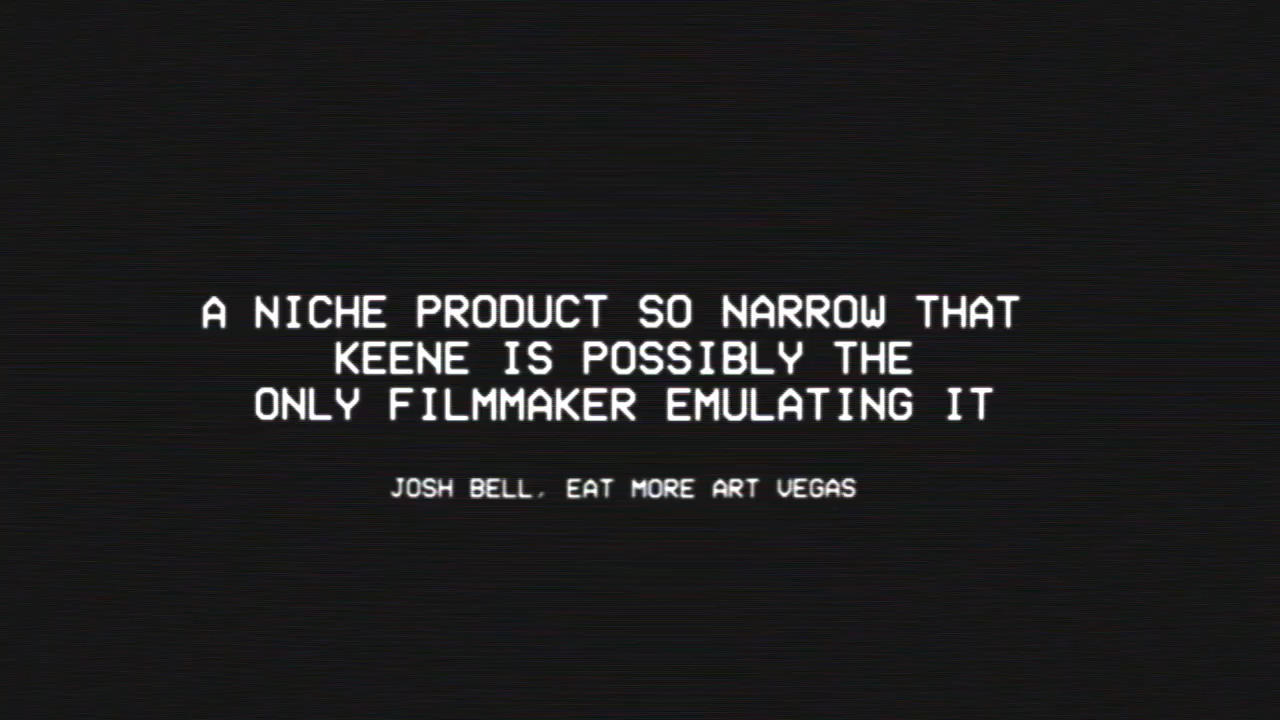 A NICHE PRODUCT SO NARROW THAT
KEENE IS POSSIBLY THE
ONLY FILMMAKER EMULATING IT
JOSH BELL, EAT MORE ART VEGAS